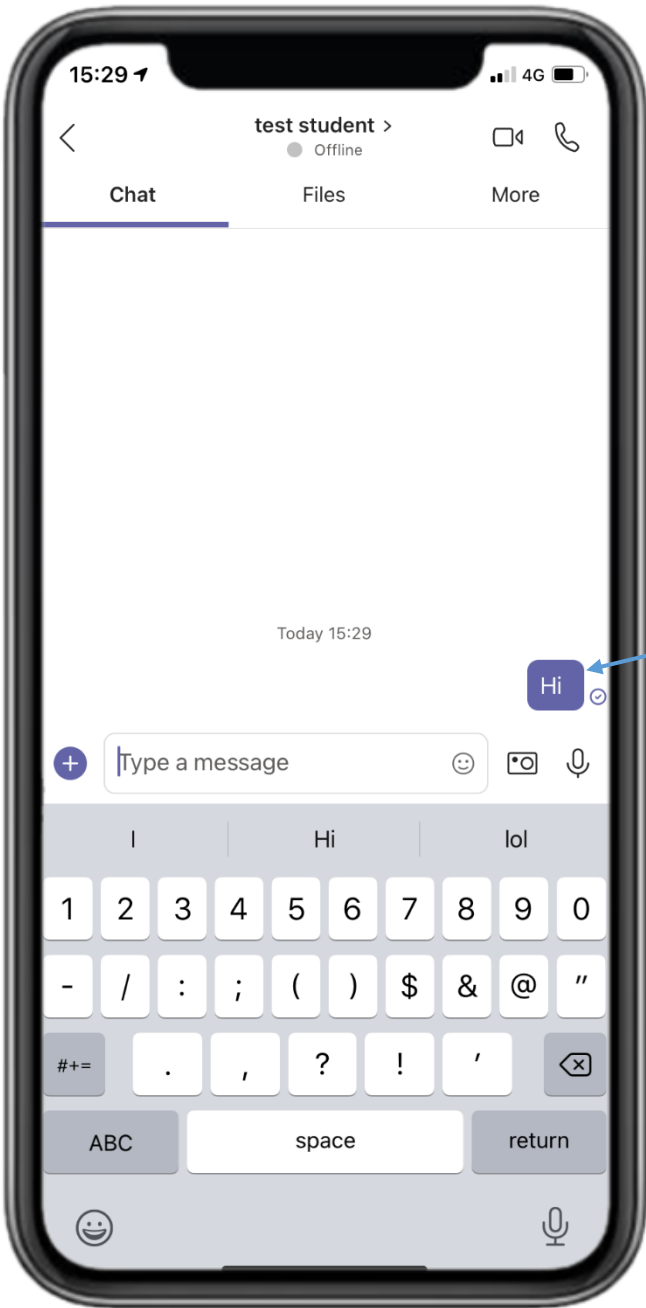 15:29 4G
test student >
Offline
Chat Files More
Today 15:29
Hi
Type a message
I Hi lol
1 2 3 4 5 6 7 8 9 0
- / : ; ( ) $ & @ "
#+= . , ? ! '
ABC space return